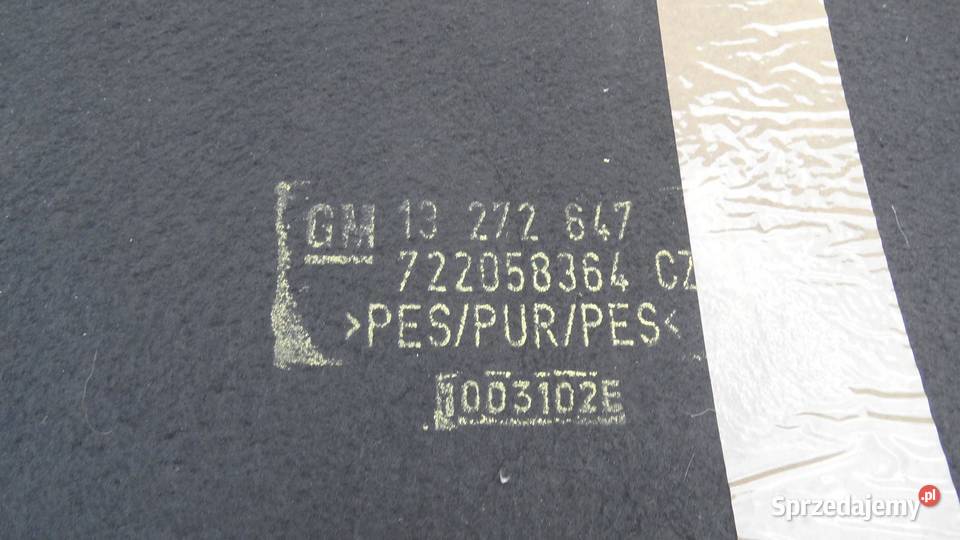 GM 13 272 647
722058364 CZ
>PES/PUR/PES<
1003102E
Sprzedajemy.pl